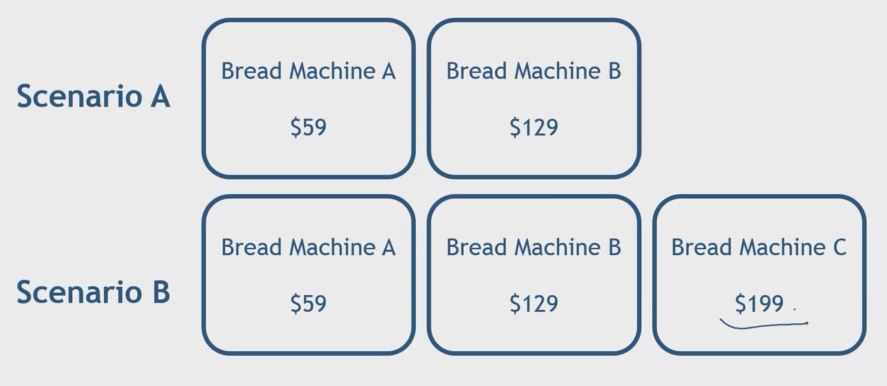 Scenario A
Bread Machine A
$59
Bread Machine B
$129
Scenario B
Bread Machine A
$59
Bread Machine B
$129
Bread Machine C
$199